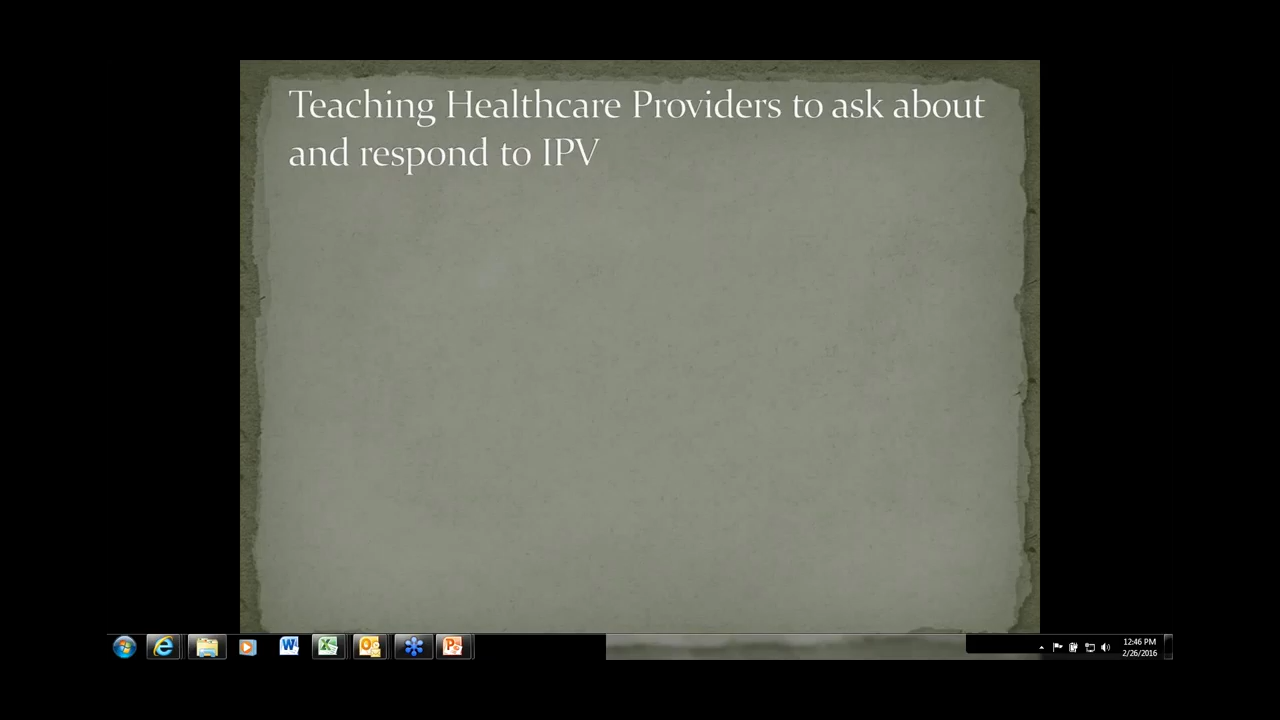 Teaching Healthcare Providers to ask about
and respond to IPV
12:46 PM
2/26/2016